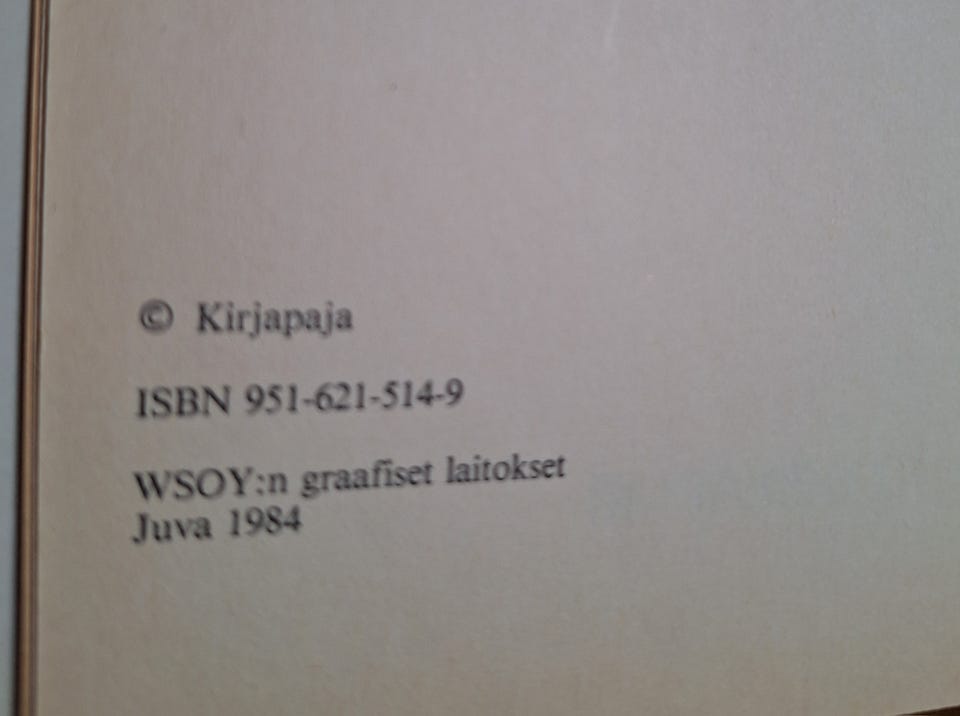 © Kirjapaja
ISBN 951-621-514-9
WSOY:n graafiset laitokset
Juva 1984